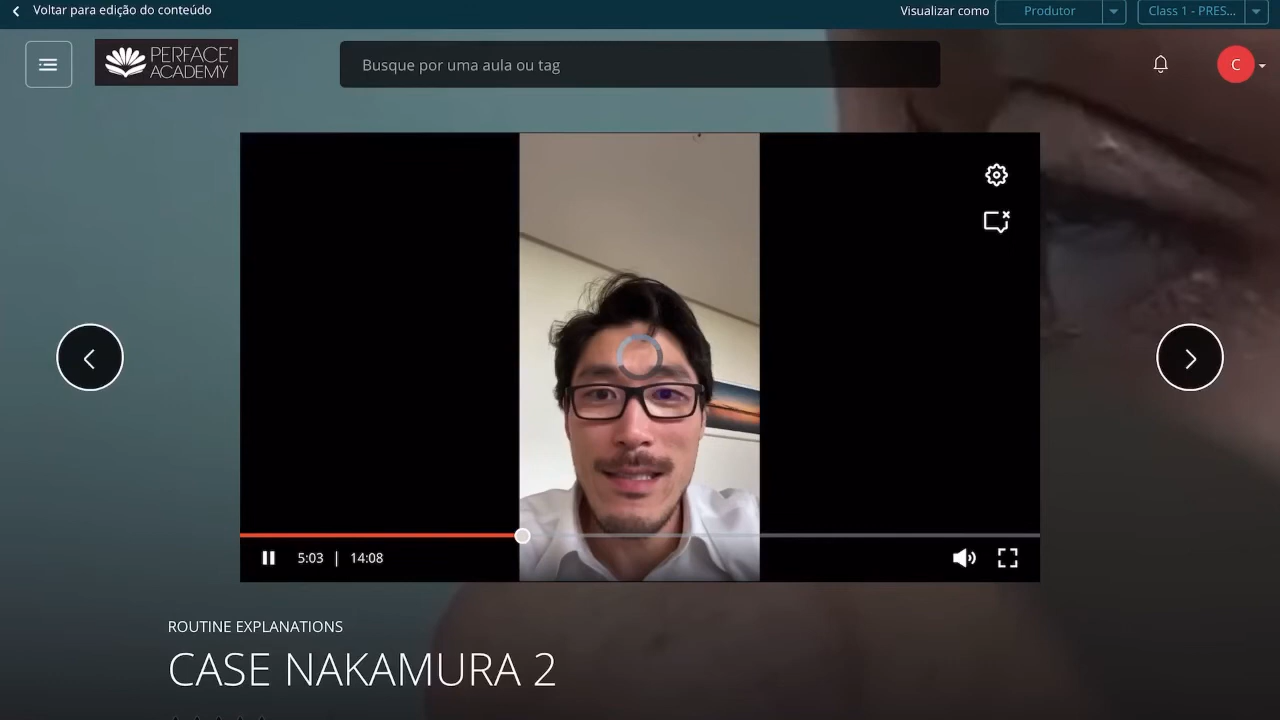 Voltar para edição do conteúdo
Visualizar como
Produtor
Class 1 - PRES...
PERFACE
ACADEMY
Busque por uma aula ou tag
C
5:03 | 14:08
ROUTINE EXPLANATIONS
CASE NAKAMURA 2